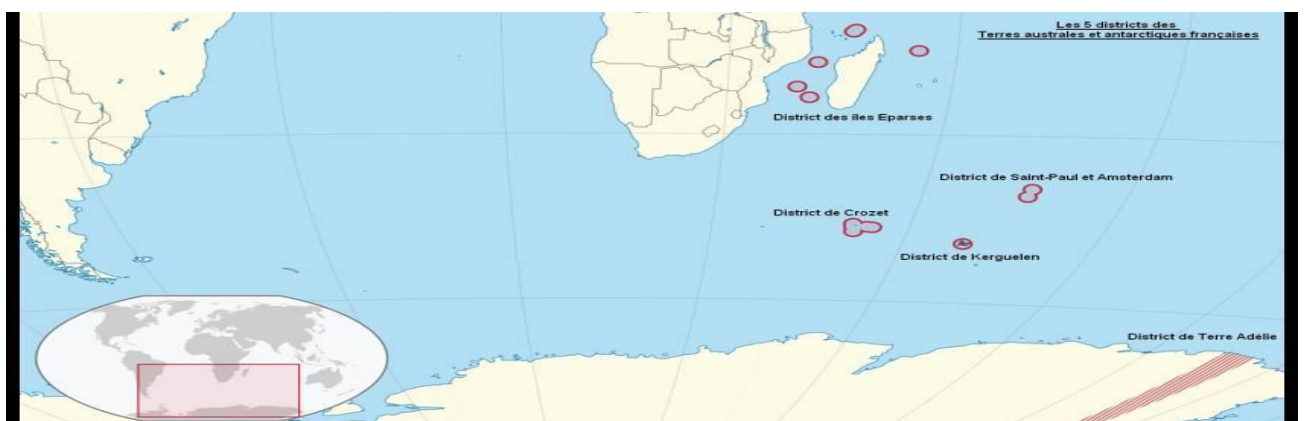 Les 5 districts des
Terres australes et antarctiques françaises
District des îles Eparses
District de Saint-Paul et Amsterdam
District de Crozet
District de Kerguelen
District de Terre Adélie